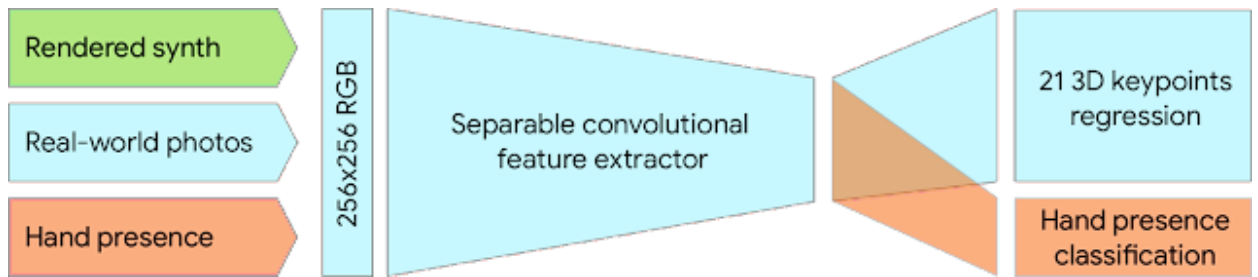 Rendered synth
Real-world photos
Hand presence
256x256 RGB
Separable convolutional
feature extractor
21 3D keypoints
regression
Hand presence
classification